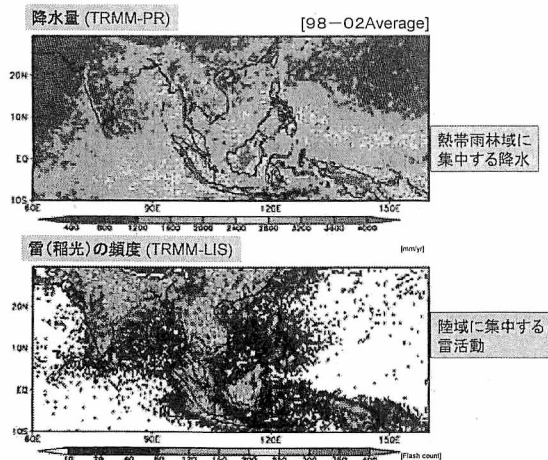 降水量 (TRMM-PR)
[98−02Average]
20N
10N
EQ
10S
60E
90E
120E
150E
400 800 1200 1600 2000 2400 2800 3200 3600 4000
[mm/yr]
熱帯雨林域に
集中する降水
雷(稲光)の頻度 (TRMM-LIS)
20N
10N
EQ
10S
60E
90E
120E
150E
[Flash count]
陸域に集中する
雷活動